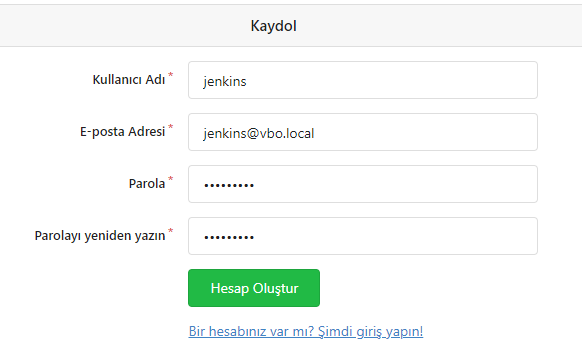 Kaydol
Kullanıcı Adı *
jenkins
E-posta Adresi *
jenkins@vbo.local
Parola *
•••••••••
Parolayı yeniden yazın *
•••••••••
Hesap Oluştur
Bir hesabınız var mı? Şimdi giriş yapın!